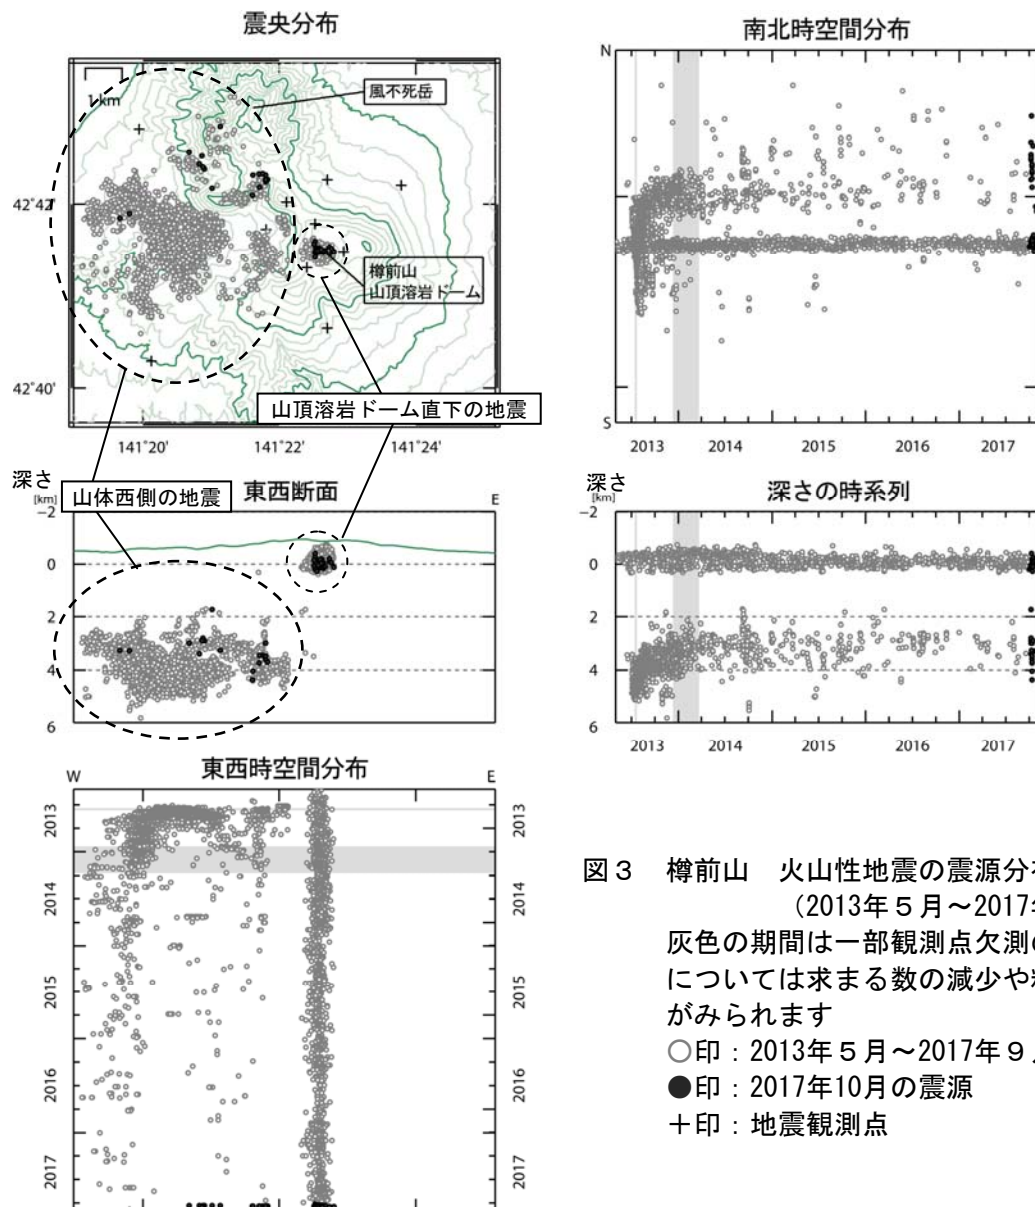 震央分布
1 km
風不死岳
42°42'
樽前山
山頂溶岩ドーム
42°40'
山頂溶岩ドーム直下の地震
141°20'
141°22'
141°24'
南北時空間分布
N
S
2013
2014
2015
2016
2017
深さ
[km]
山体西側の地震
東西断面
E
-2
0
2
4
6
深さ
[km]
深さの時系列
-2
0
2
4
6
2013
2014
2015
2016
2017
東西時空間分布
W
E
2013
2014
2015
2016
2017
2013
2014
2015
2016
2017
図3 樽前山 火山性地震の震源分
(2013年5月～2017
灰色の期間は一部観測点欠測
については求まる数の減少や
がみられます
○印：2013年5月～2017年9
●印：2017年10月の震源
＋印：地震観測点